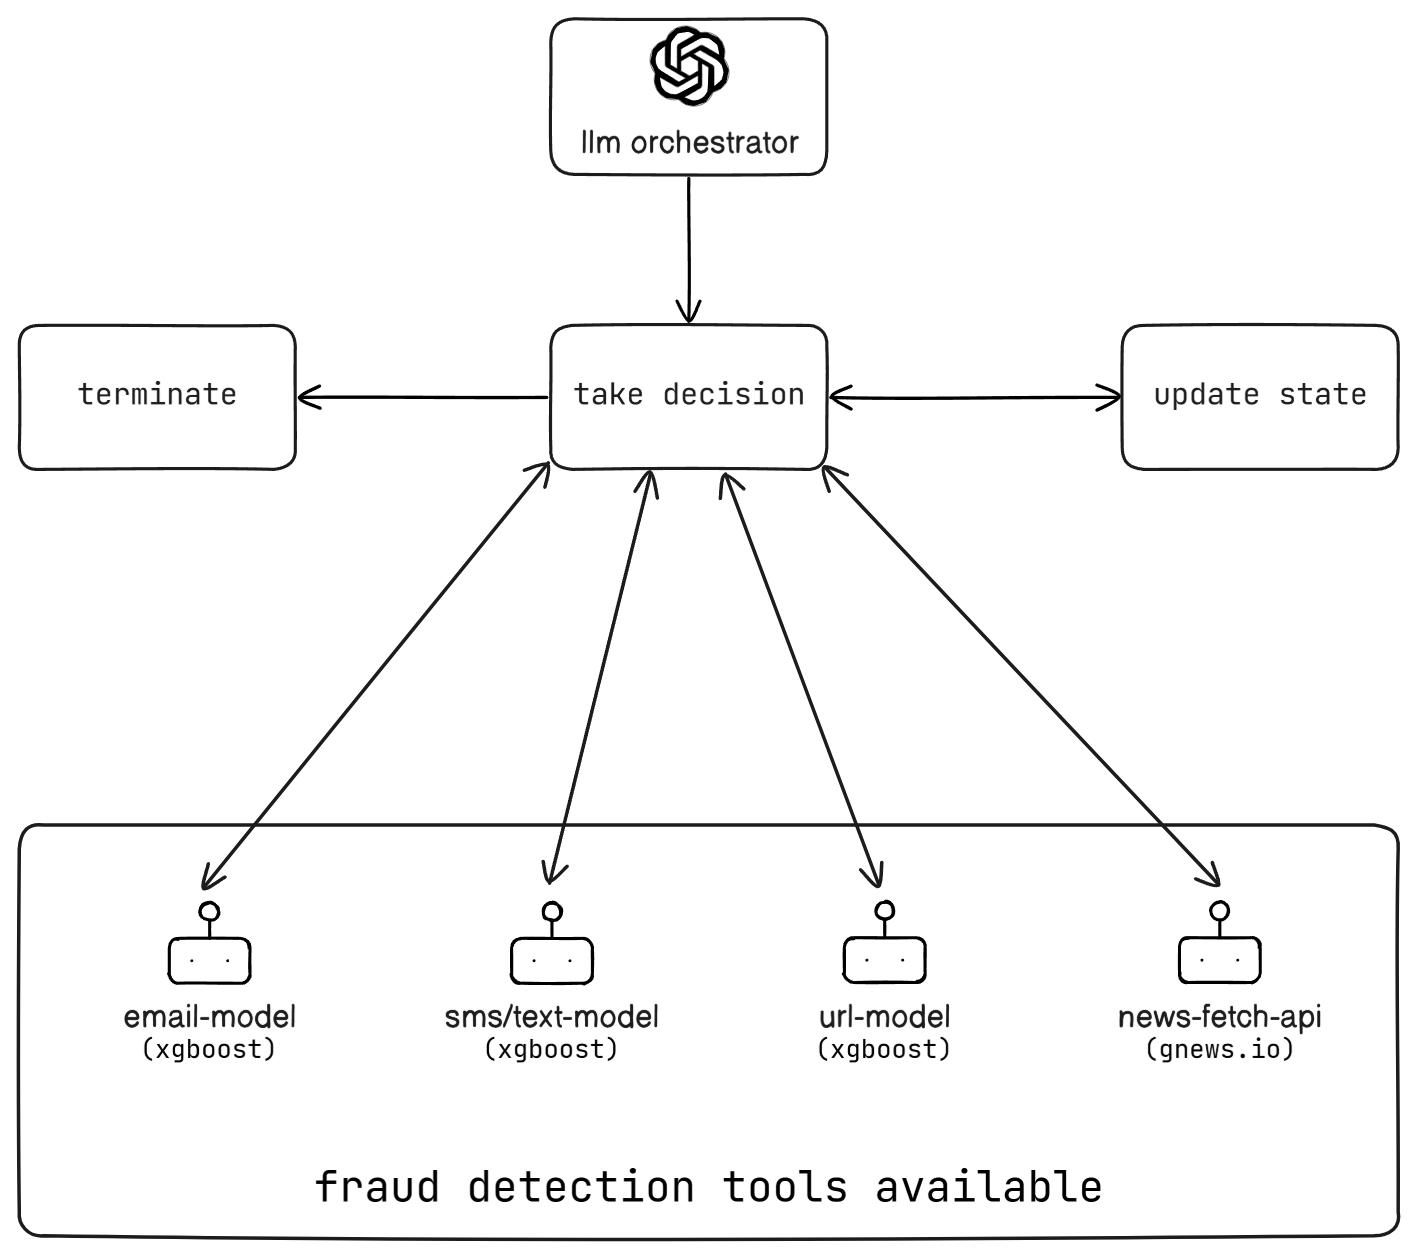 llm orchestrator
terminate
take decision
update state
email-model
(xgboost)
sms/text-model
(xgboost)
url-model
(xgboost)
news-fetch-api
(gnews.io)
fraud detection tools available